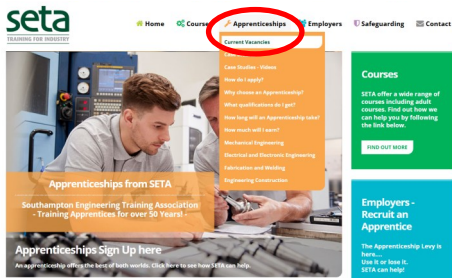 seta
TRAINING FOR INDUSTRY
Home
Courses
Apprenticeships
Employers
Safeguarding
Contact
Current Vacancies
Case Studies - Videos
How do I apply?
Why choose an Apprenticeship?
What qualifications do I get?
How long will an Apprenticeship take?
How much will I earn?
Mechanical Engineering
Electrical and Electronic Engineering
Fabrication and Welding
Engineering Construction
Apprenticeships from SETA
Southampton Engineering Training Association
- Training Apprentices for over 50 Years! -
Apprenticeships Sign Up here
An apprenticeship offers the best of both worlds. Click here to see how SETA can help.
Courses
SETA offer a wide range of
courses including adult
courses. Find out how we
can help you by following
the link below.
FIND OUT MORE
Employers -
Recruit an
Apprentice
The Apprenticeship Levy is
here....
Use it or lose it.
SETA can help!